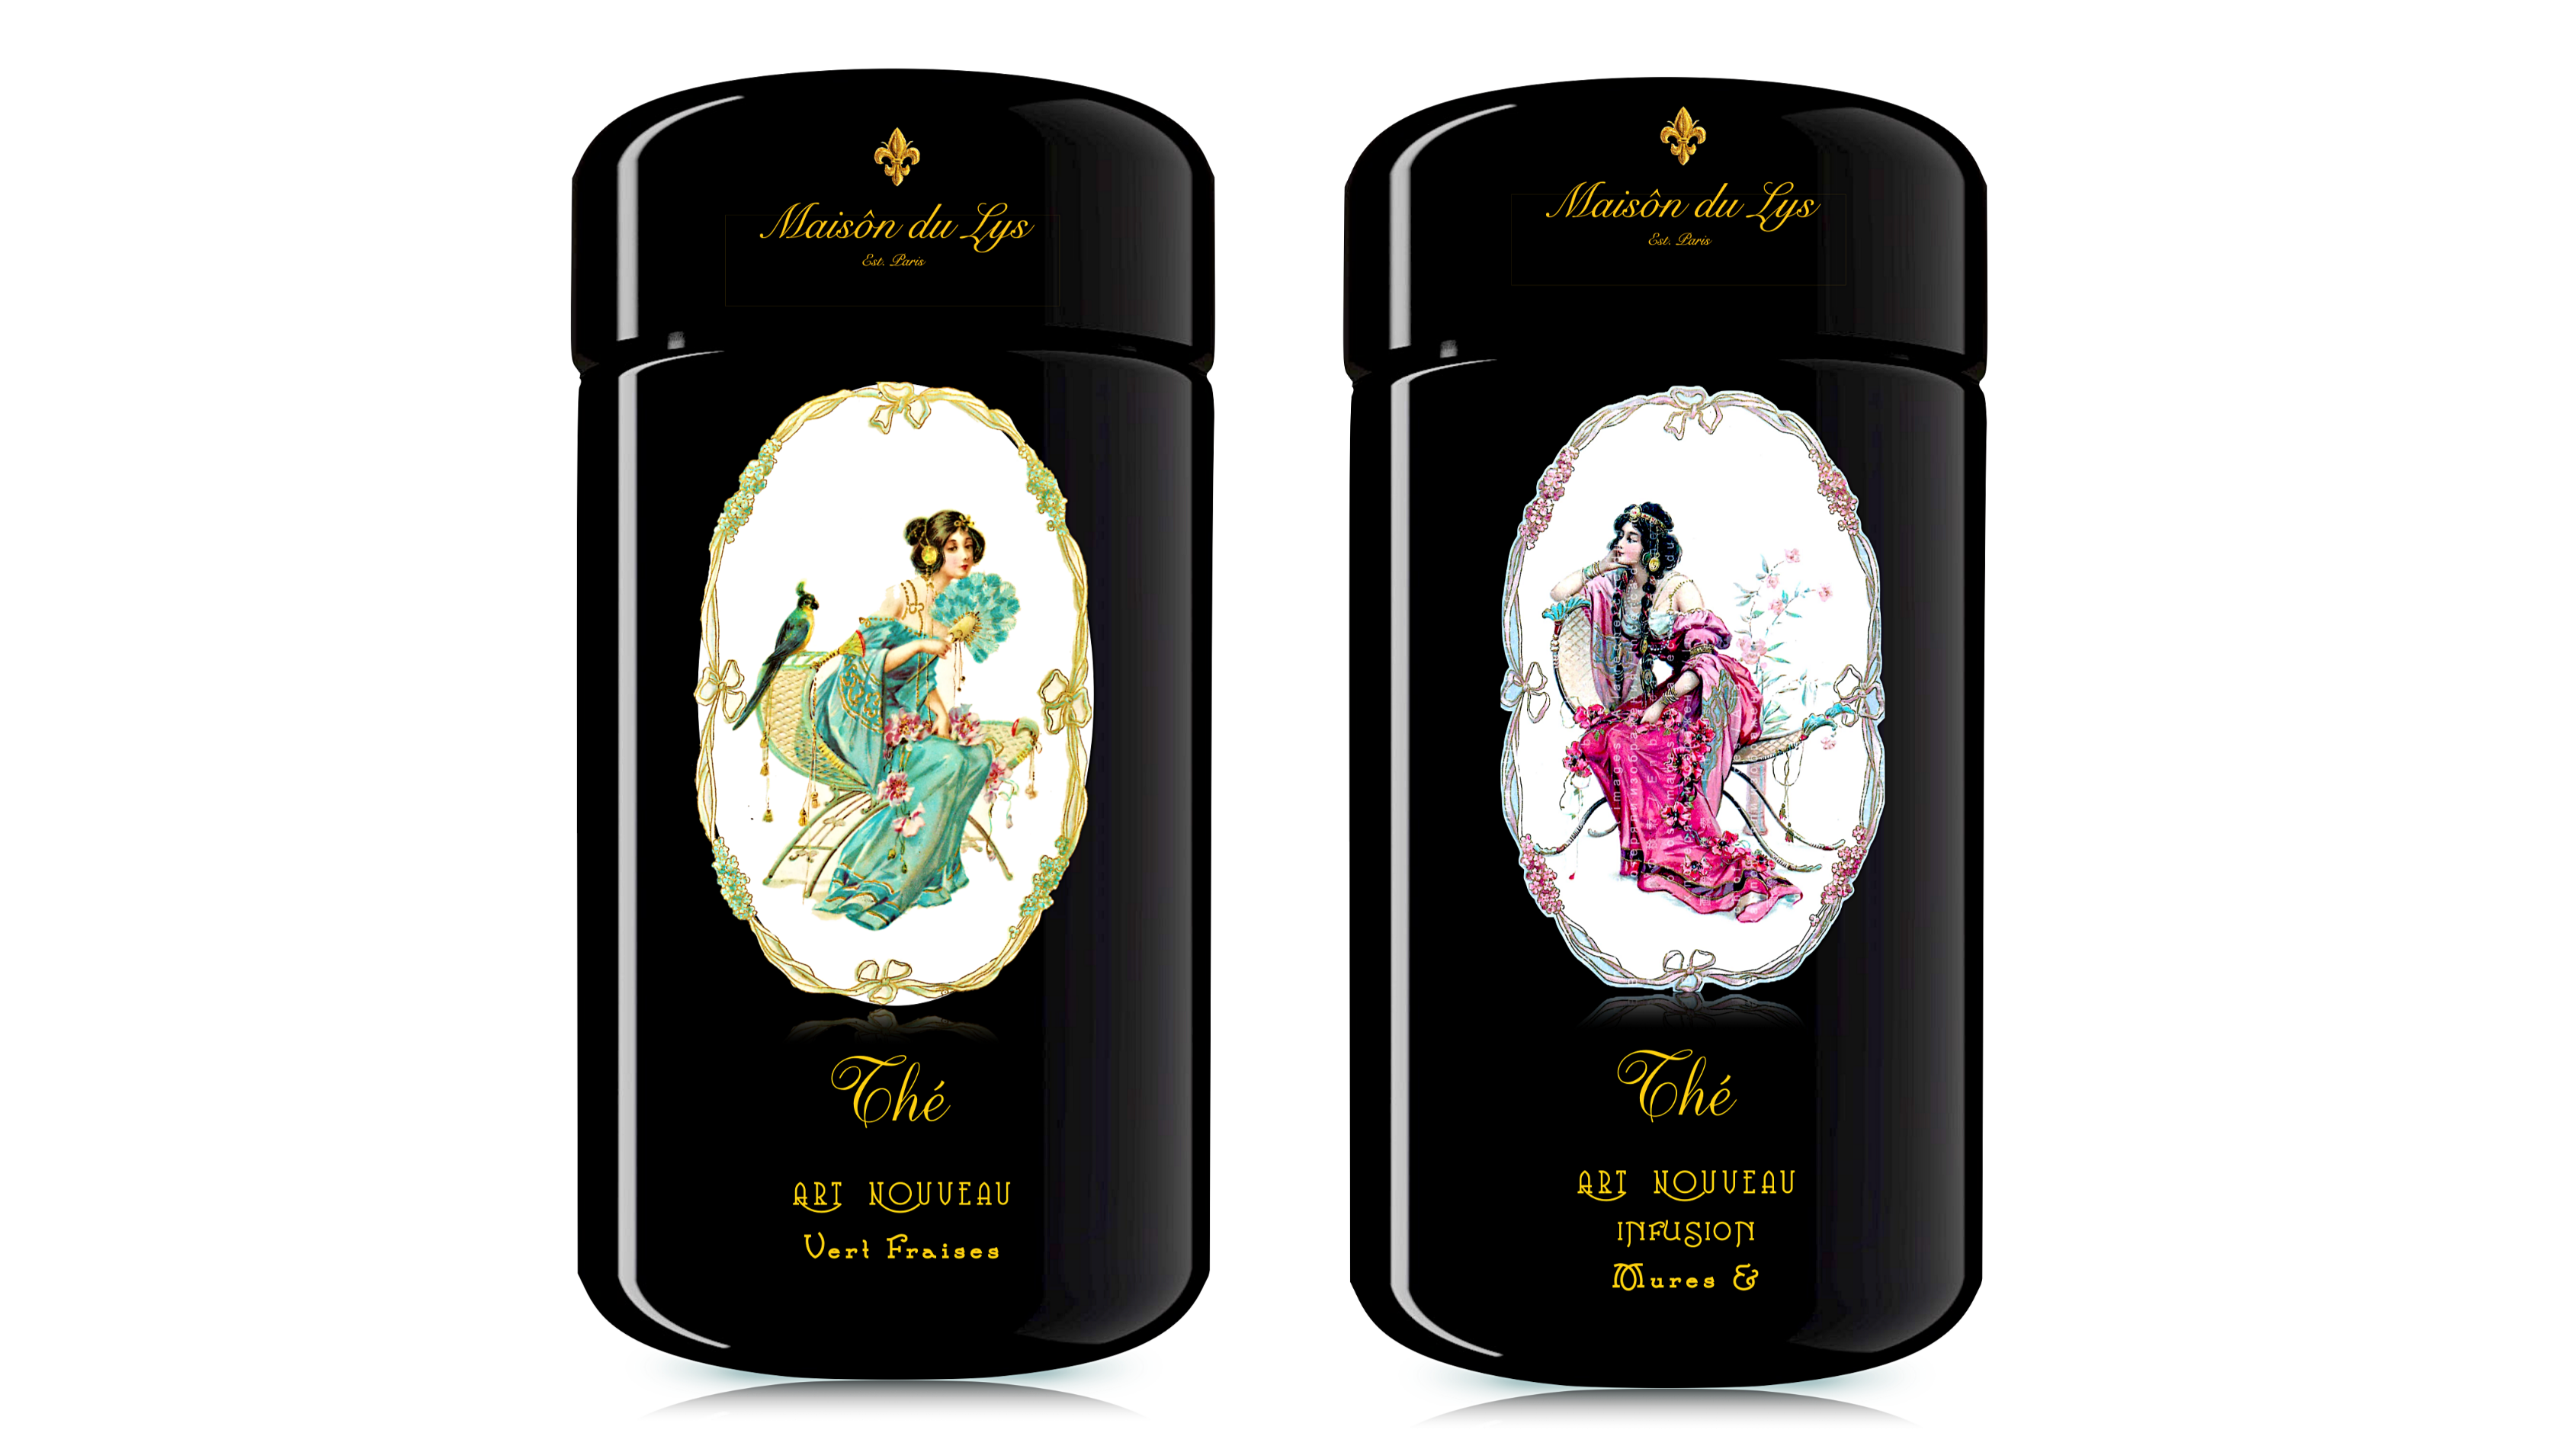 Maisôn du Lys
Est. Paris
Thé
ART NOUVEAU
Vert Fraises
Maisôn du Lys
Est. Paris
Thé
ART NOUVEAU
INFUSION
Mures &